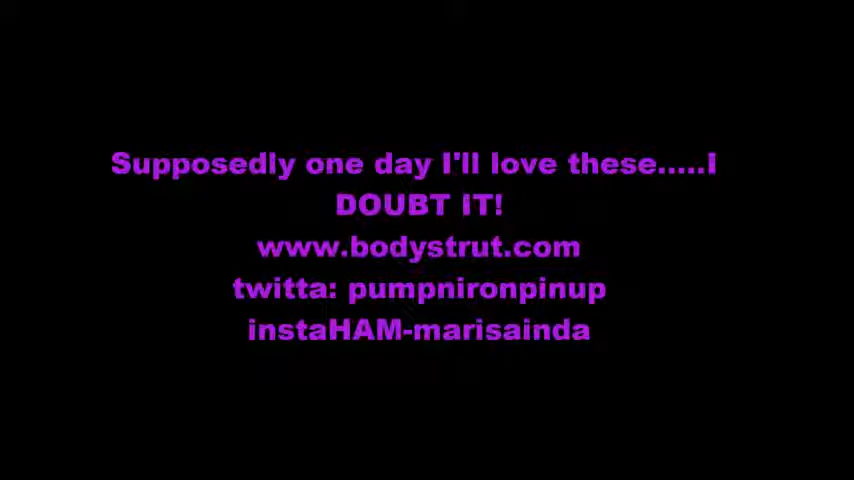 Supposedly one day I'll love these.....I
DOUBT IT!
www.bodystrut.com
twitta: pumpnironpinup
instaHAM-marisainda